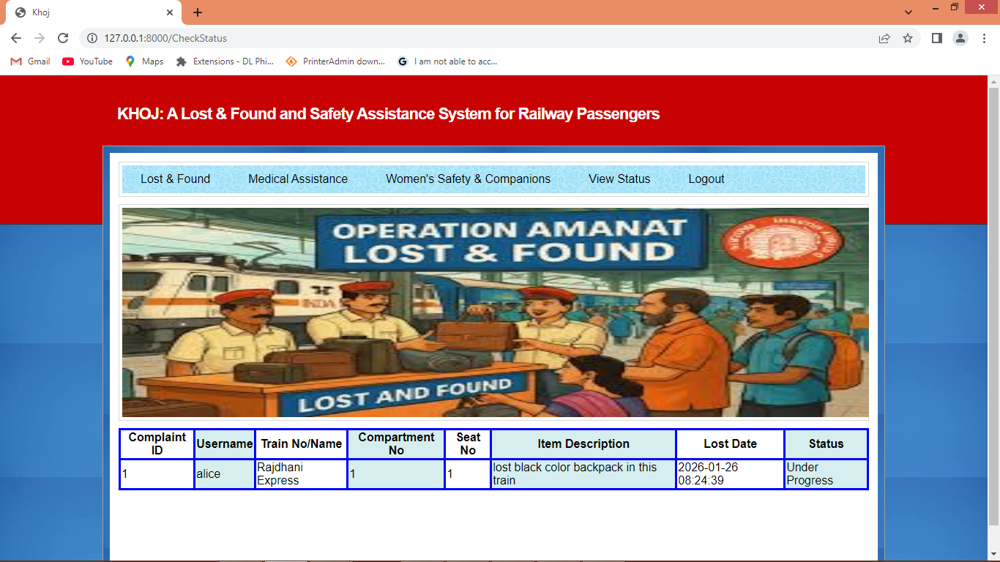 Khoj
127.0.0.1:8000/CheckStatus
Gmail YouTube Maps Extensions - DL Phi... PrinterAdmin down... G I am not able to acc...
KHOJ: A Lost & Found and Safety Assistance System for Railway Passengers
Lost & Found Medical Assistance Women's Safety & Companions View Status Logout
OPERATION AMANAT
LOST & FOUND
LOST AND FOUND
Complaint ID Username Train No/Name Compartment No Seat No Item Description Lost Date Status
1 alice Rajdhani Express 1 1 lost black color backpack in this train 2026-01-26 08:24:39 Under Progress